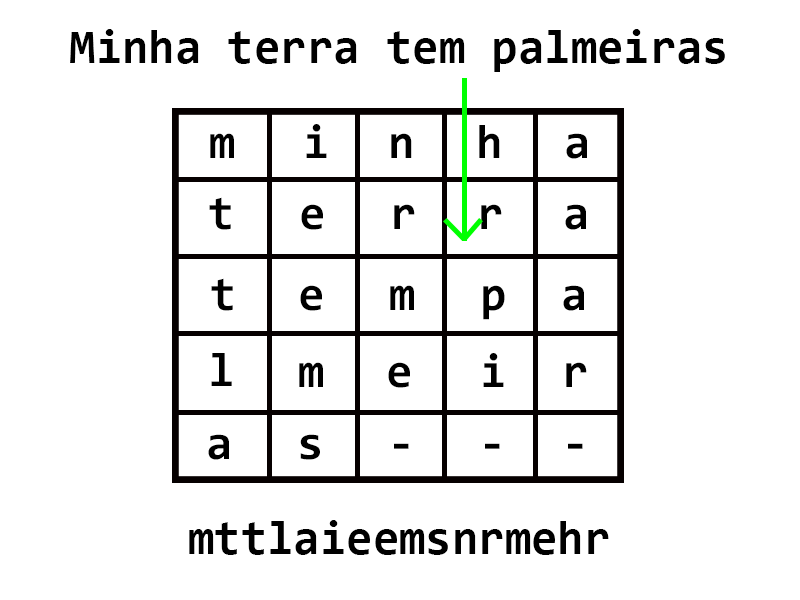 Minha terra tem palmeiras
m i n h a
t e r r a
t e m p a
l m e i r
a s - - -
mttlaieemsnrmehr